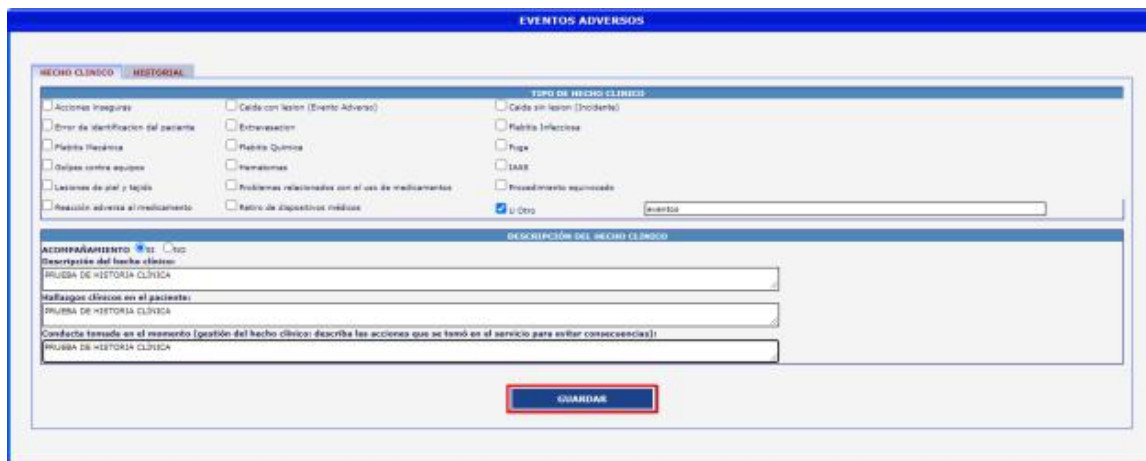 EVENTOS ADVERSOS
HECHO CLINICO HISTORIAL
TIPO DE HECHO CLINICO
Acciones inseguras Caida con lesion (Evento Adverso) Caida sin lesion (Incidente)
Error de identificacion del paciente Extravasacion Flebitis Infecciosa
Flebitis Mecánica Flebitis Quimica Fuga
Golpes contra equipos Hematomas IAAS
Lesiones de piel y tejido Problemas relacionados con el uso de medicamentos Procedimiento equivocado
Reacción adversa al medicamento Retiro de dispositivos médicos U Otro eventos
DESCRIPCIÓN DEL HECHO CLINICO
ACOMPAÑAMIENTO SI NO
Descripción del hecho clinico:
PRUEBA DE HISTORIA CLÍNICA
Hallazgos clínicos en el paciente:
PRUEBA DE HISTORIA CLÍNICA
Conducta tomada en el momento (gestión del hecho clínico: describa las acciones que se tomó en el servicio para evitar consecuencias):
PRUEBA DE HISTORIA CLÍNICA
GUARDAR